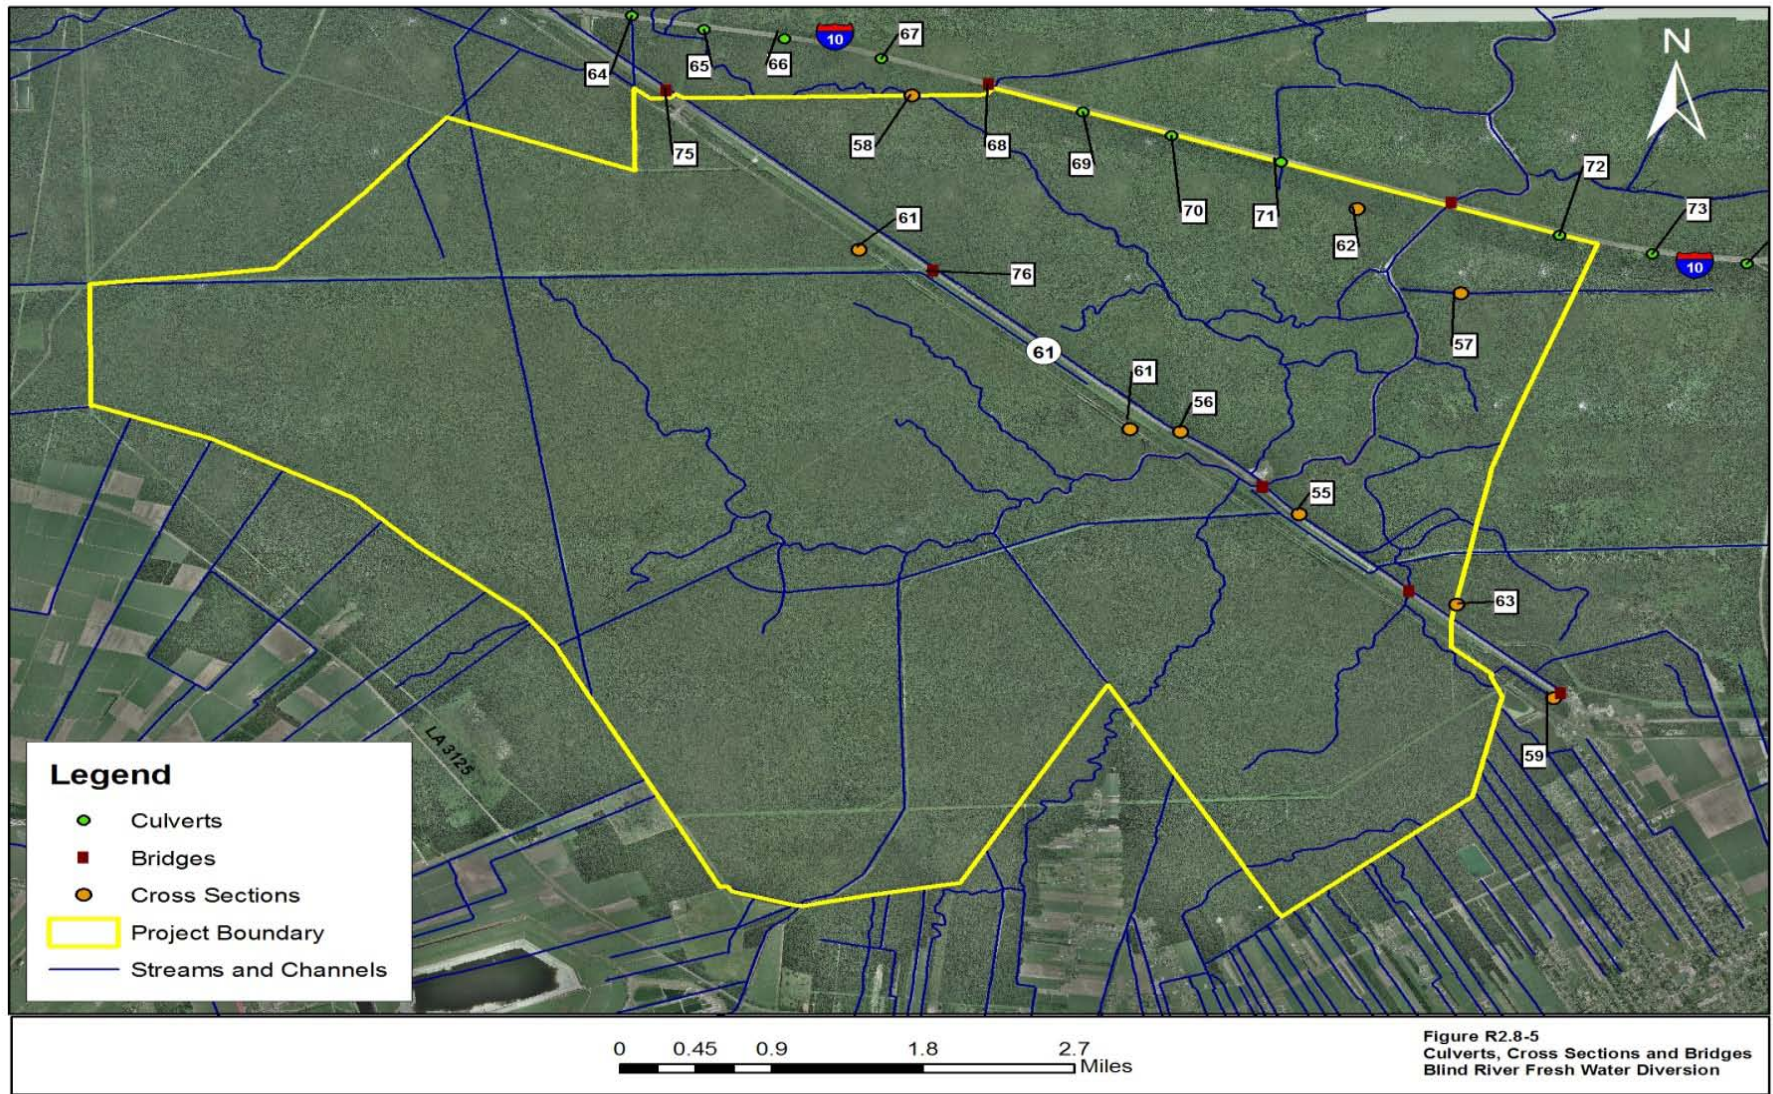 10
67
N
64
65
66
58
75
68
69
72
70
71
73
61
62
10
76
57
61
61
56
55
63
59
LA 3125
Legend
Culverts
Bridges
Cross Sections
Project Boundary
Streams and Channels
0 0.45 0.9 1.8 2.7
Miles
Figure R2.8-5
Culverts, Cross Sections and Bridges
Blind River Fresh Water Diversion